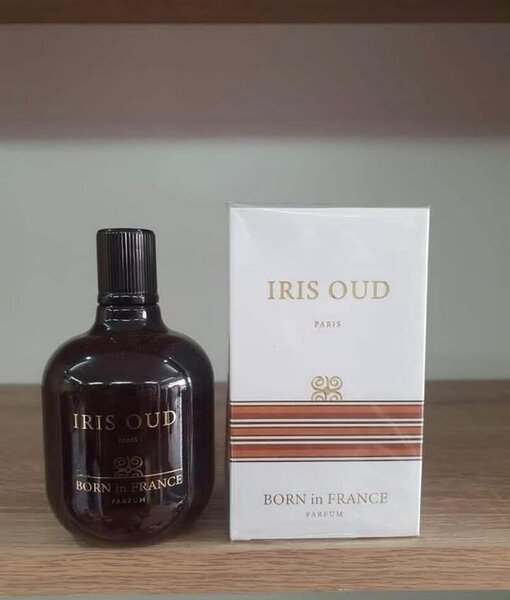 IRIS OUD
PARIS
BORN in FRANCE
PARFUM
IRIS OUD
PARIS
BORN in FRANCE
PARFUM